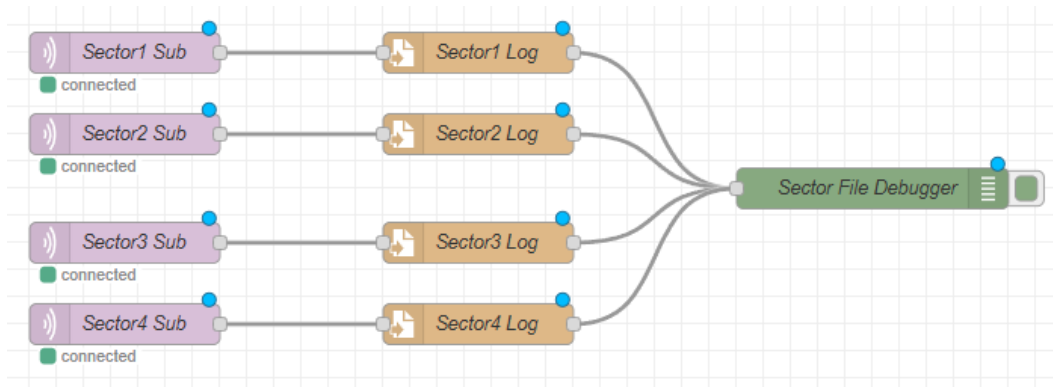 Sector1 Sub
Sector1 Log
connected
Sector2 Sub
Sector2 Log
connected
Sector File Debugger
Sector3 Sub
Sector3 Log
connected
Sector4 Sub
Sector4 Log
connected